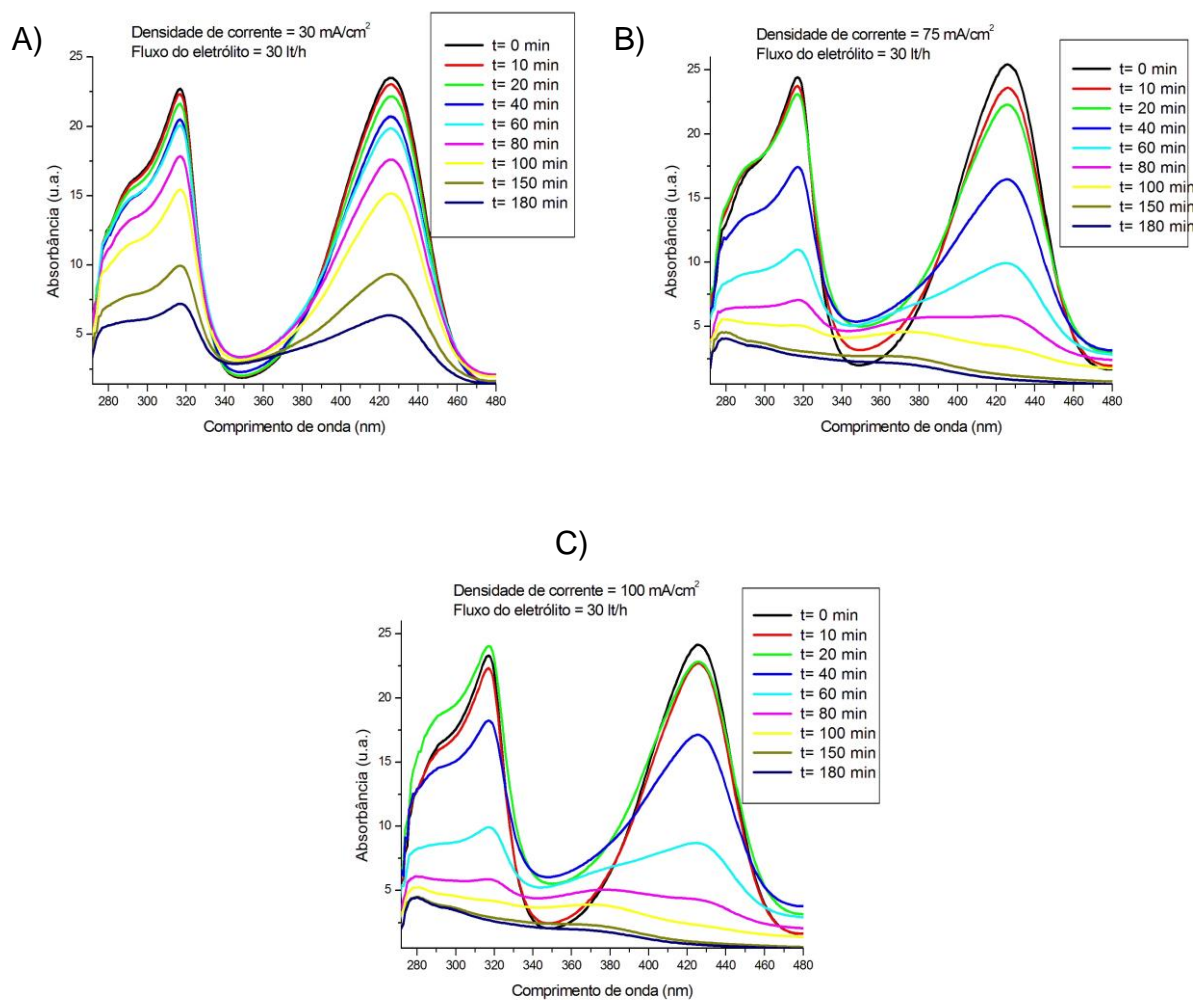 A)
Densidade de corrente = 30 mA/cm²
Fluxo do eletrólito = 30 lt/h
t= 0 min
t= 10 min
t= 20 min
t= 40 min
t= 60 min
t= 80 min
t= 100 min
t= 150 min
t= 180 min
Absorbância (u.a.)
25
20
15
10
5
280 300 320 340 360 380 400 420 440 460 480
Comprimento de onda (nm)
B)
Densidade de corrente = 75 mA/cm²
Fluxo do eletrólito = 30 lt/h
t= 0 min
t= 10 min
t= 20 min
t= 40 min
t= 60 min
t= 80 min
t= 100 min
t= 150 min
t= 180 min
Absorbância (u.a.)
25
20
15
10
5
280 300 320 340 360 380 400 420 440 460 480
Comprimento de onda (nm)
C)
Densidade de corrente = 100 mA/cm²
Fluxo do eletrólito = 30 lt/h
t= 0 min
t= 10 min
t= 20 min
t= 40 min
t= 60 min
t= 80 min
t= 100 min
t= 150 min
t= 180 min
Absorbância (u.a.)
25
20
15
10
5
280 300 320 340 360 380 400 420 440 460 480
Comprimento de onda (nm)